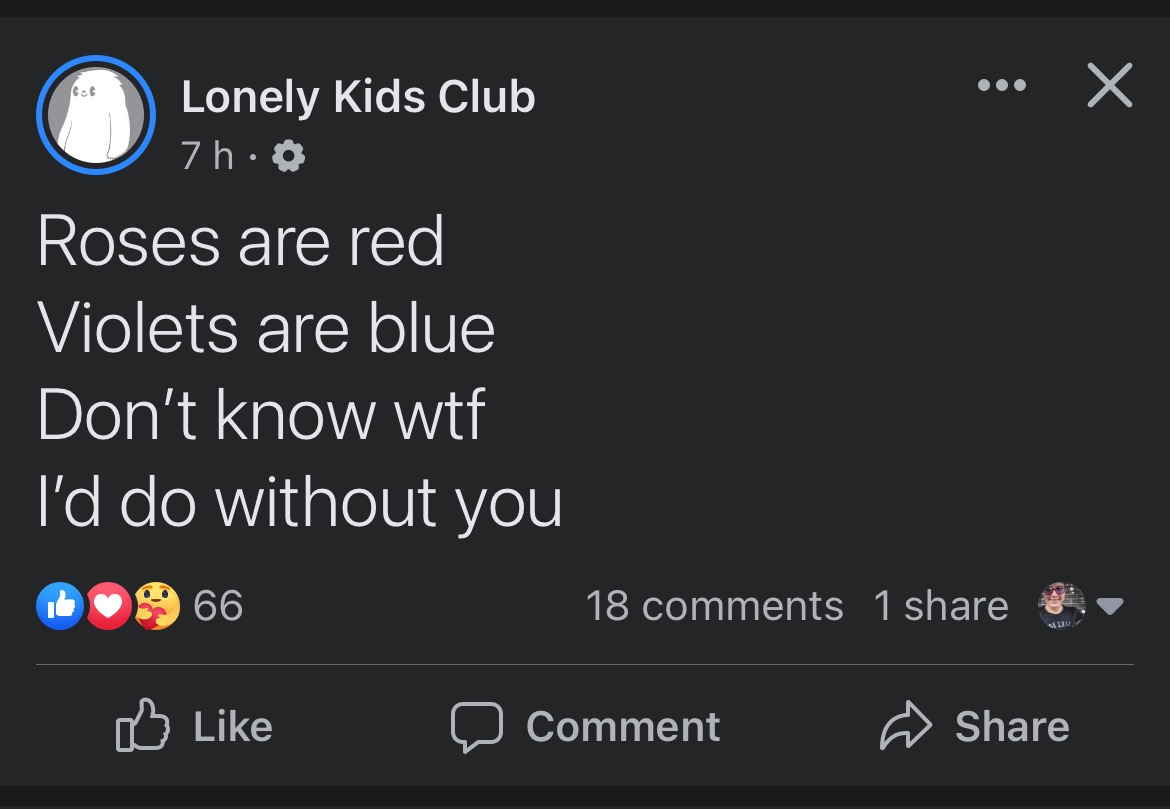 Lonely Kids Club
7 h ·
Roses are red
Violets are blue
Don’t know wtf
I’d do without you
66 18 comments 1 share
Like Comment Share